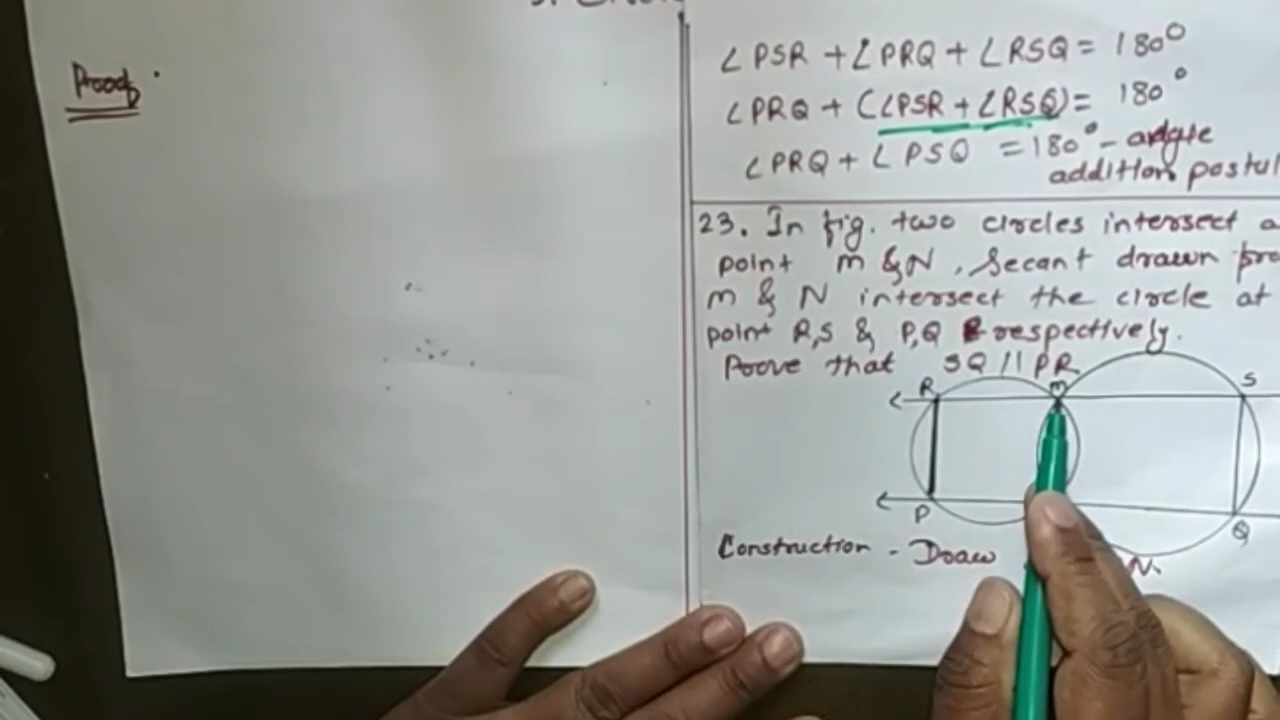 Proof
∠PSR + ∠PRQ + ∠RSQ = 180°
∠PRQ + (∠PSR + ∠RSQ) = 180°
∠PRQ + ∠PSQ = 180° - angle
addition postul
23. In fig. two circles intersect a
point M & N, Secant drawn
M & N intersect the circle at
point R,S & P,Q respectively.
Prove that SQ // PR
R M S
P Q
Construction - Draw N.